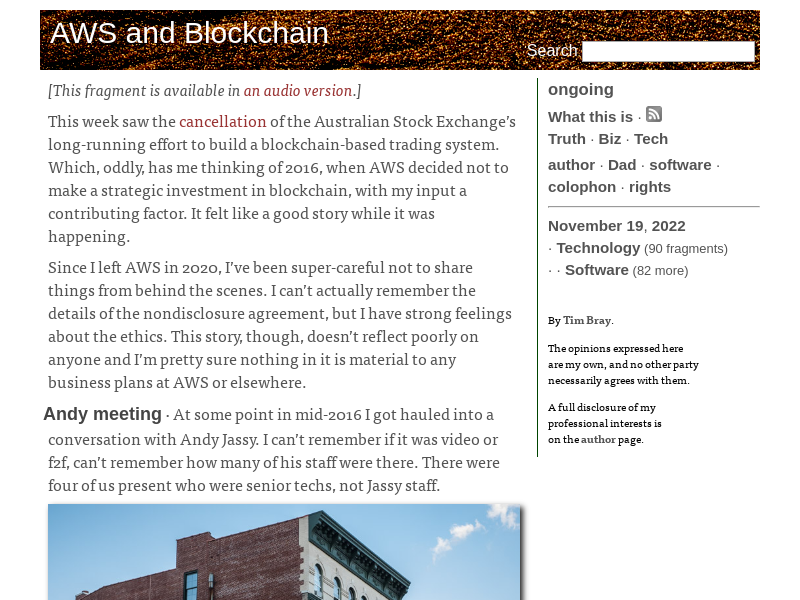 AWS and Blockchain
Search
[This fragment is available in an audio version.]
This week saw the cancellation of the Australian Stock Exchange’s
long-running effort to build a blockchain-based trading system.
Which, oddly, has me thinking of 2016, when AWS decided not to
make a strategic investment in blockchain, with my input a
contributing factor. It felt like a good story while it was
happening.
Since I left AWS in 2020, I’ve been super-careful not to share
things from behind the scenes. I can’t actually remember the
details of the nondisclosure agreement, but I have strong feelings
about the ethics. This story, though, doesn’t reflect poorly on
anyone and I’m pretty sure nothing in it is material to any
business plans at AWS or elsewhere.
Andy meeting · At some point in mid-2016 I got hauled into a
conversation with Andy Jassy. I can’t remember if it was video or
f2f, can’t remember how many of his staff were there. There were
four of us present who were senior techs, not Jassy staff.
ongoing
What this is ·
Truth · Biz · Tech
author · Dad · software ·
colophon · rights
November 19, 2022
· Technology (90 fragments)
· · Software (82 more)
By Tim Bray.
The opinions expressed here
are my own, and no other party
necessarily agrees with them.
A full disclosure of my
professional interests is
on the author page.